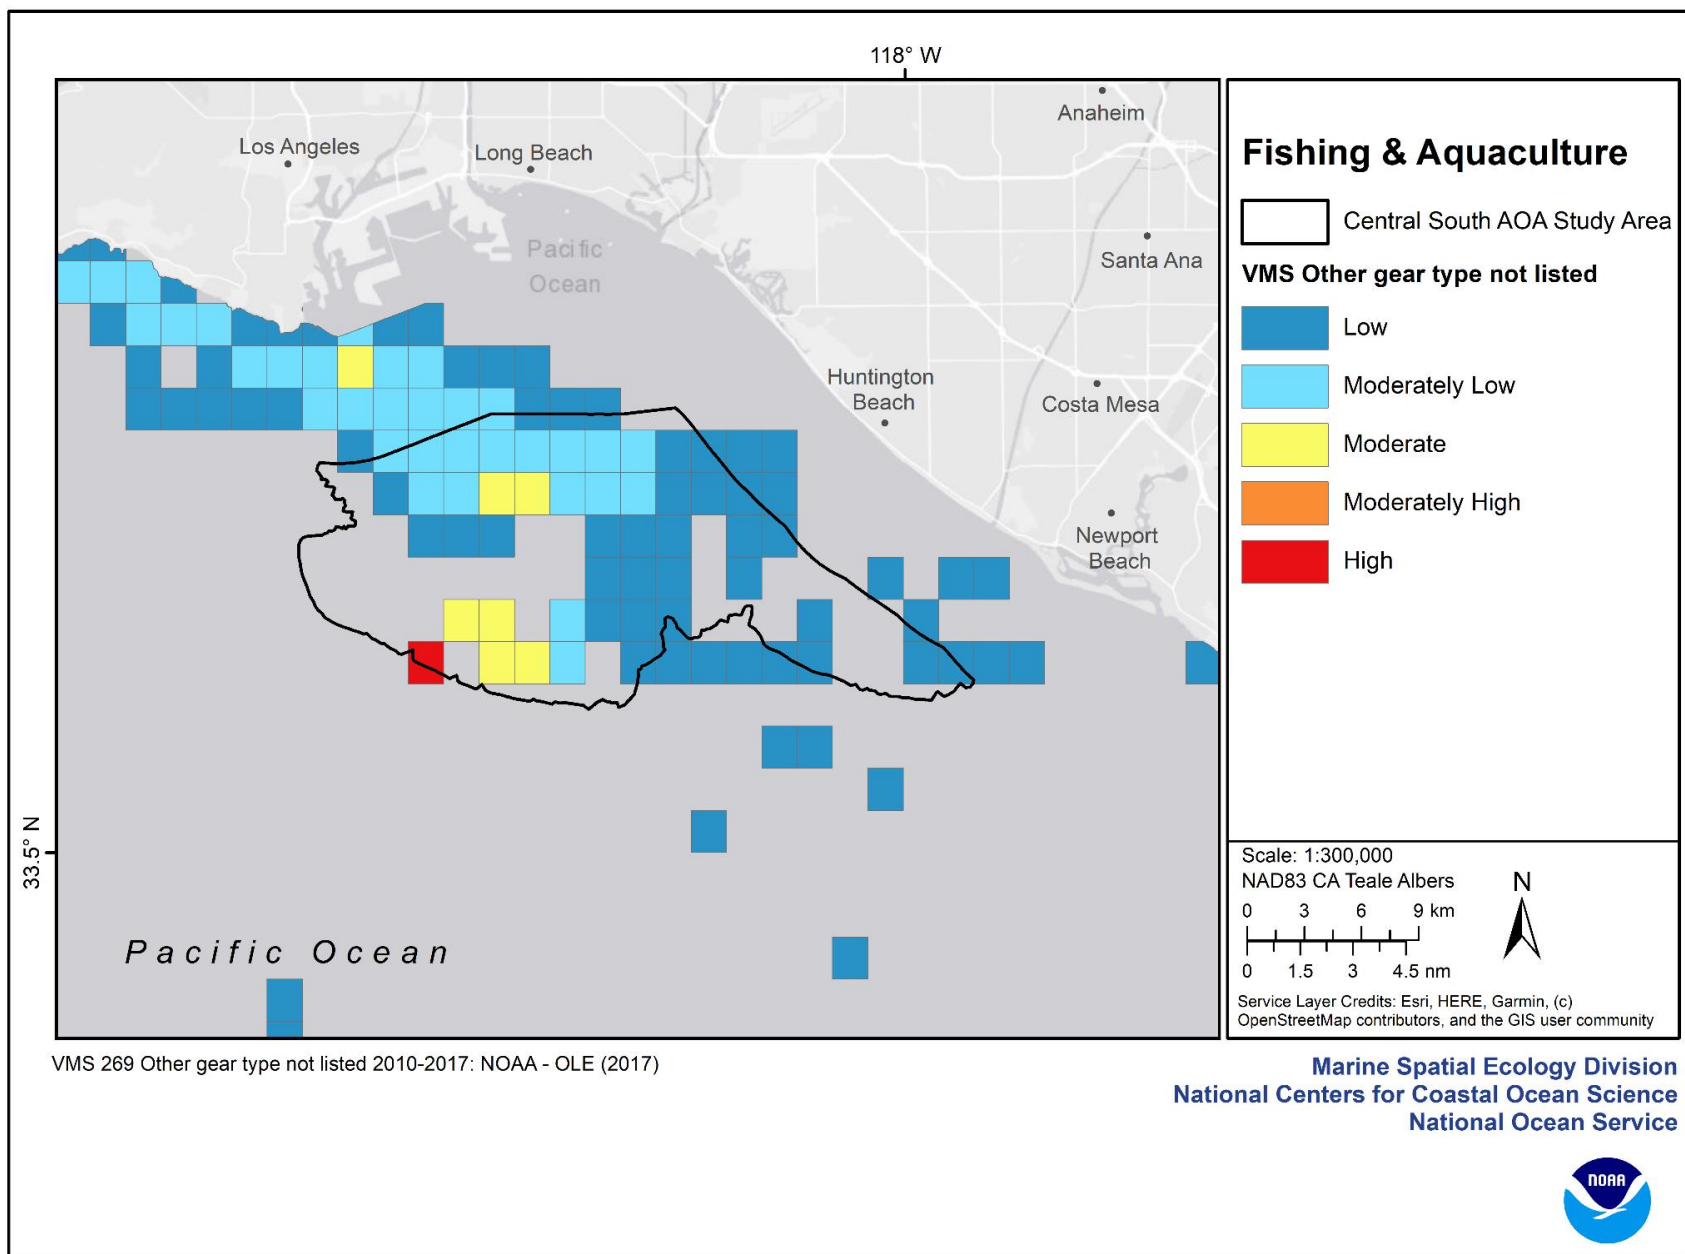 118° W
Anaheim
Los Angeles
Long Beach
Pacific
Ocean
Santa Ana
Huntington
Beach
Costa Mesa
Newport
Beach
33.5° N
Pacific Ocean
Fishing & Aquaculture
Central South AOA Study Area
VMS Other gear type not listed
Low
Moderately Low
Moderate
Moderately High
High
Scale: 1:300,000
NAD83 CA Teale Albers
N
0 3 6 9 km
0 1.5 3 4.5 nm
Service Layer Credits: Esri, HERE, Garmin, (c)
OpenStreetMap contributors, and the GIS user community
VMS 269 Other gear type not listed 2010-2017: NOAA - OLE (2017)
Marine Spatial Ecology Division
National Centers for Coastal Ocean Science
National Ocean Service
NOAA